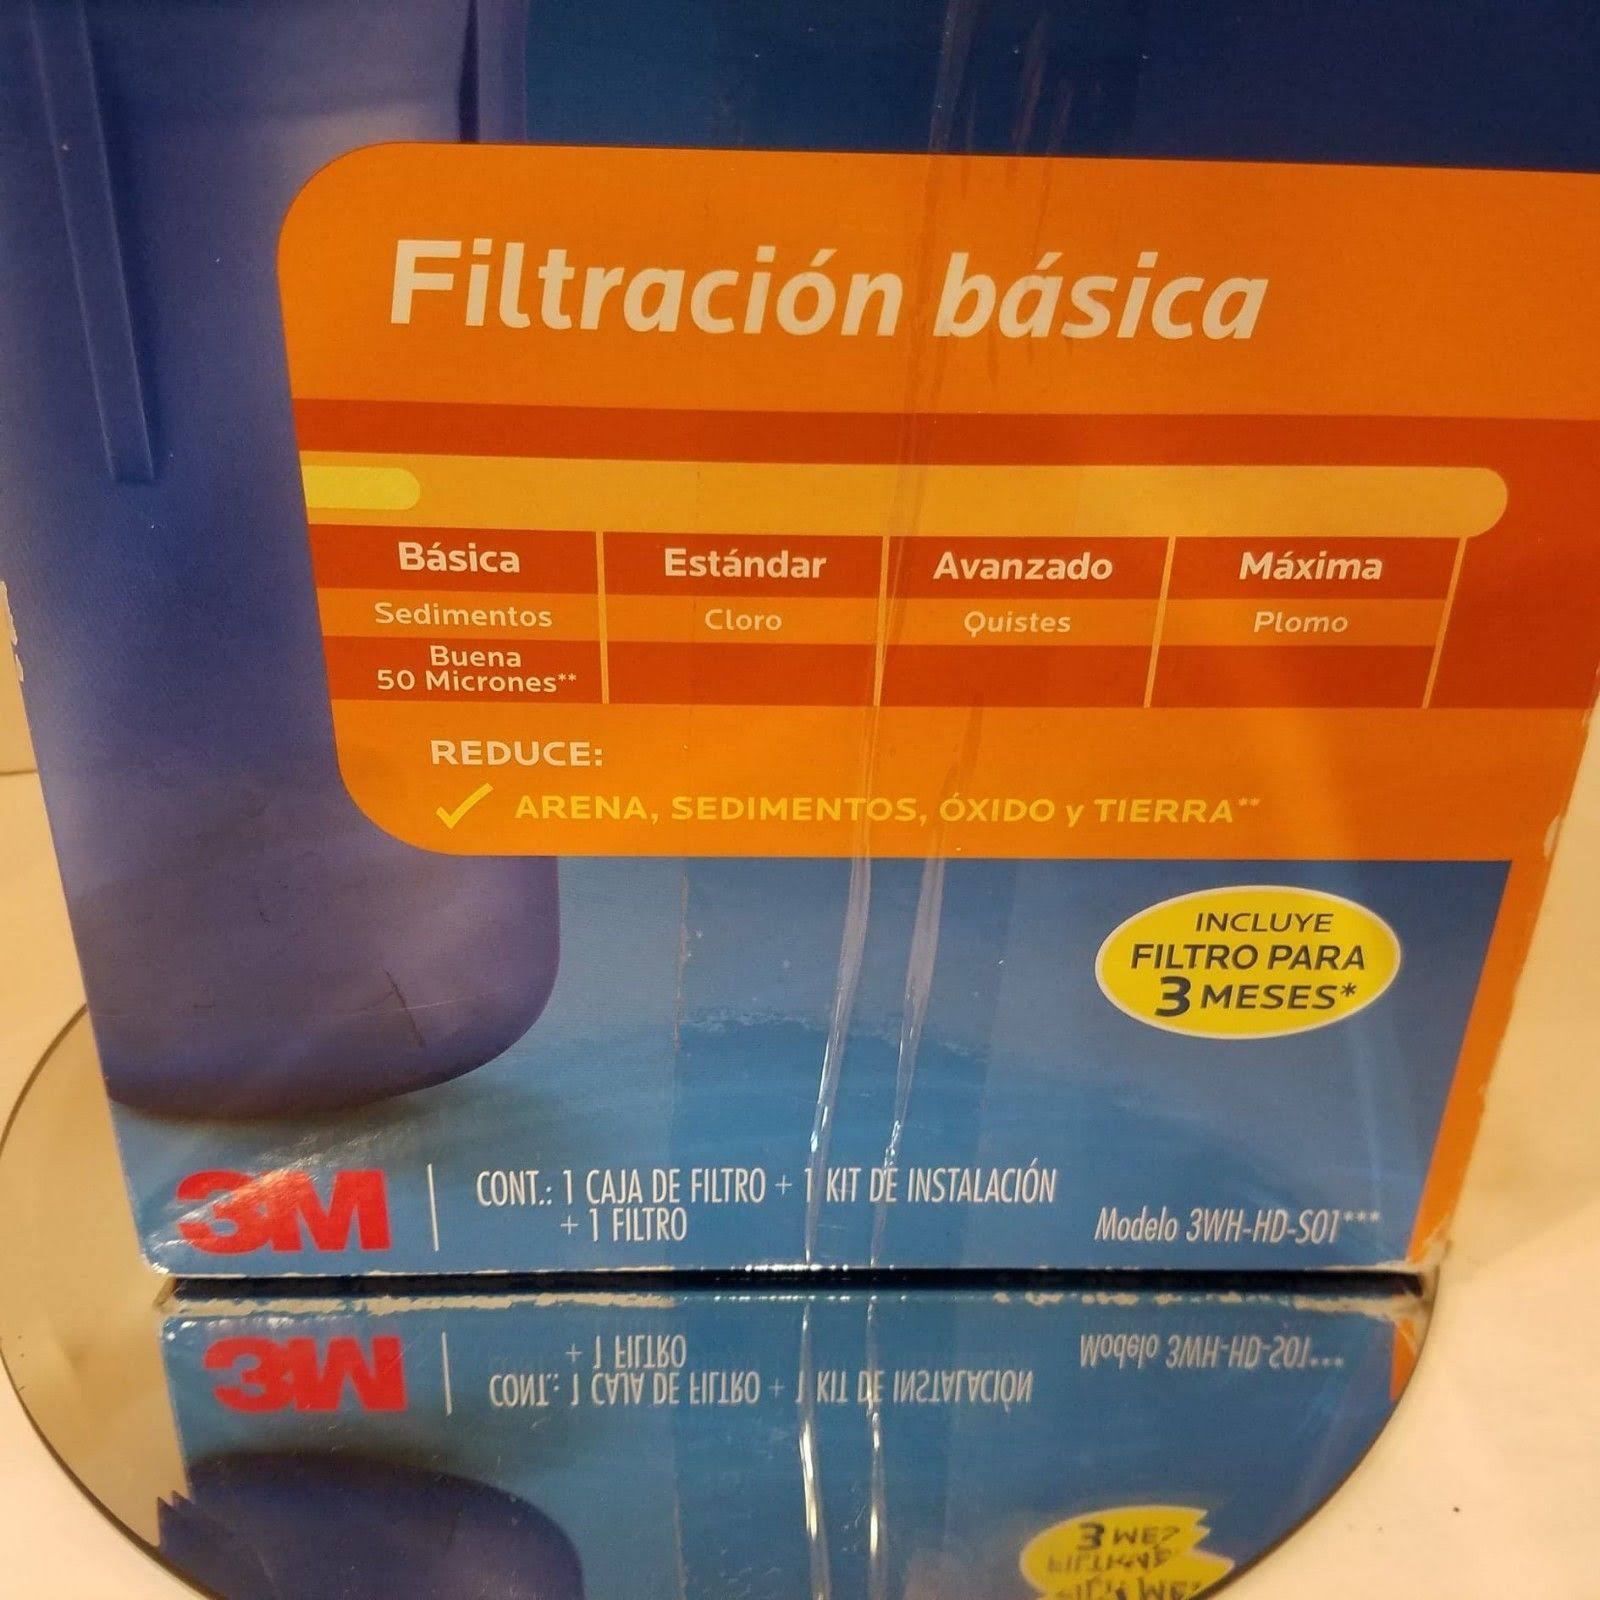 Filtración básica
Básica Estándar Avanzado Máxima
Sedimentos Cloro Quistes Plomo
Buena
50 Micrones**
REDUCE:
✓ ARENA, SEDIMENTOS, ÓXIDO y TIERRA**
INCLUYE
FILTRO PARA
3 MESES*
3M
CONT.: 1 CAJA DE FILTRO + 1 KIT DE INSTALACIÓN
+ 1 FILTRO
Modelo 3WH-HD-S01***